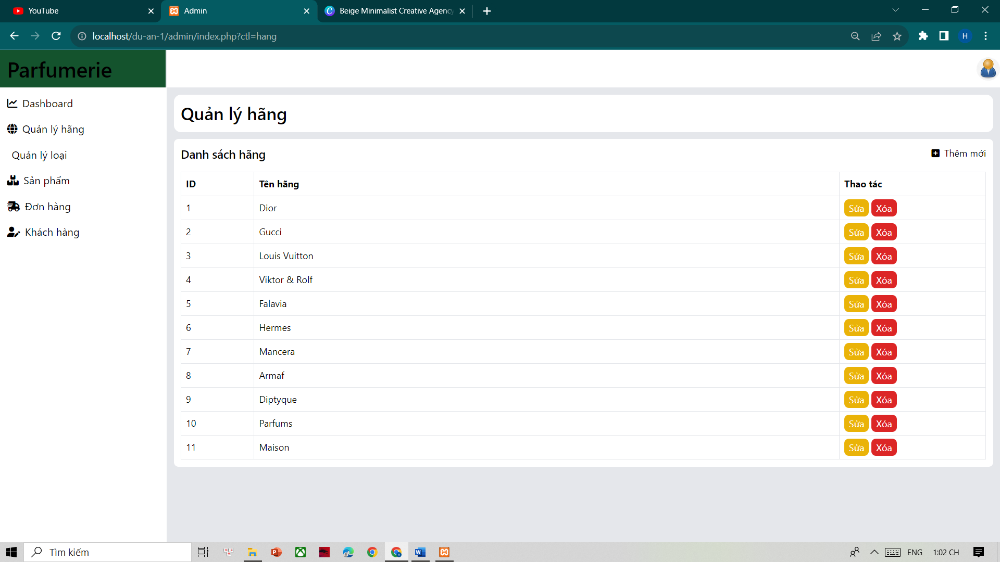 YouTube
Admin
Beige Minimalist Creative Agency
localhost/du-an-1/admin/index.php?ctl=hang
H
Parfumerie
Dashboard
Quản lý hãng
Quản lý loại
Sản phẩm
Đơn hàng
Khách hàng
Quản lý hãng
Danh sách hãng
Thêm mới
ID Tên hãng Thao tác
1 Dior Sửa Xóa
2 Gucci Sửa Xóa
3 Louis Vuitton Sửa Xóa
4 Viktor & Rolf Sửa Xóa
5 Falavia Sửa Xóa
6 Hermes Sửa Xóa
7 Mancera Sửa Xóa
8 Armaf Sửa Xóa
9 Diptyque Sửa Xóa
10 Parfums Sửa Xóa
11 Maison Sửa Xóa
Tìm kiếm
ENG
1:02 CH